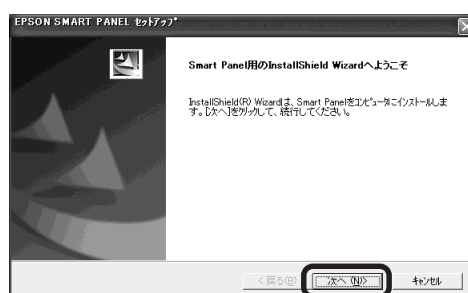 EPSON SMART PANEL ｾｯﾄｱｯﾌﾟ
Smart Panel用のInstallShield Wizardへようこそ
InstallShield(R) Wizardは、Smart Panelをｺﾝﾋﾟｭｰﾀにインストールしま
す。[次へ]をｸﾘｯｸして、続行してください。
< 戻る(B)
次へ (N)>
ｷｬﾝｾﾙ